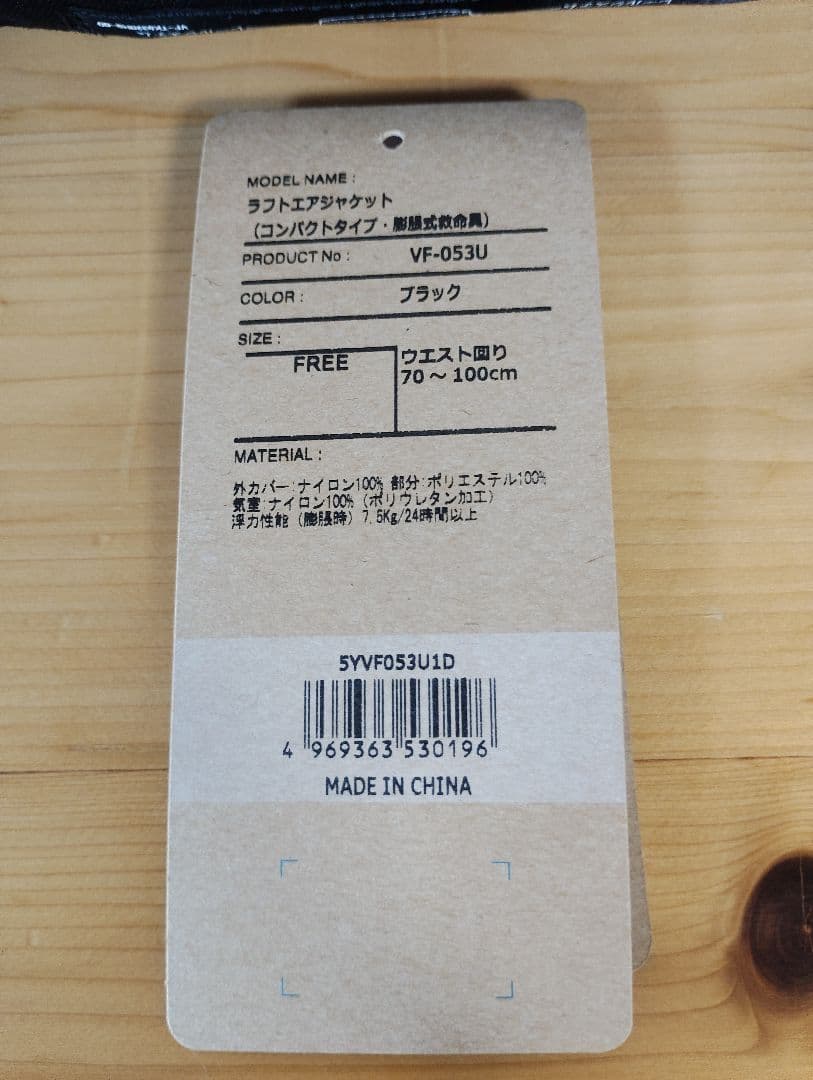 MODEL NAME :
ラフトエアジャケット
(コンパクトタイプ・膨脹式救命具)
PRODUCT No : VF-053U
COLOR : ブラック
SIZE :
FREE
ウエスト回り
70 ～ 100cm
MATERIAL :
外カバー:ナイロン100% 部分:ポリエステル100%
気室:ナイロン100% (ポリウレタン加工)
浮力性能 (膨脹時) 7.5Kg/24時間以上
5YVF053U1D
4 969363 530196
MADE IN CHINA